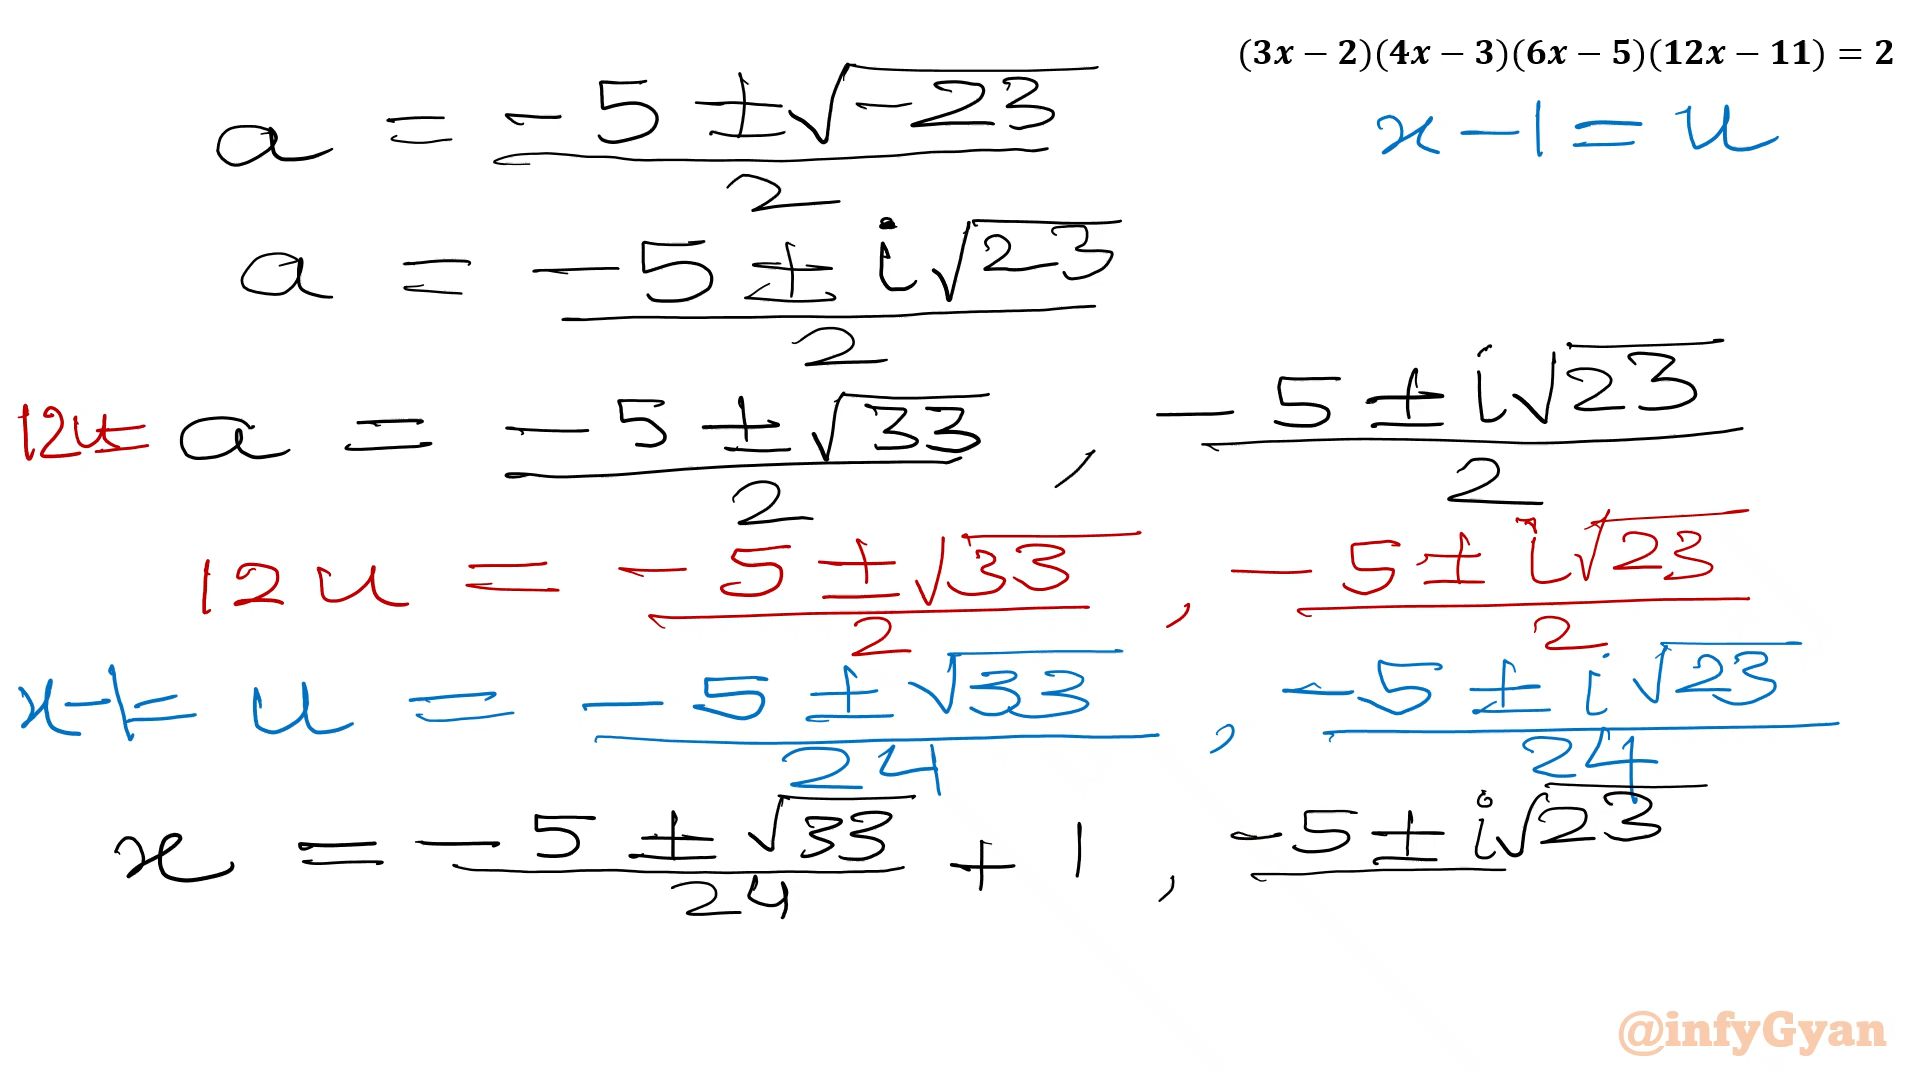 (3x − 2)(4x − 3)(6x − 5)(12x − 11) = 2
x − 1 = u
a = (−5 ± √−23)/2
a = (−5 ± i√23)/2
12u = a = (−5 ± √33)/2 , (−5 ± i√23)/2
12u = (−5 ± √33)/2 , (−5 ± i√23)/2
x − 1 = u = (−5 ± √33)/24 , (−5 ± i√23)/24
x = (−5 ± √33)/24 + 1 , −5 ± i√23
@infyGyan